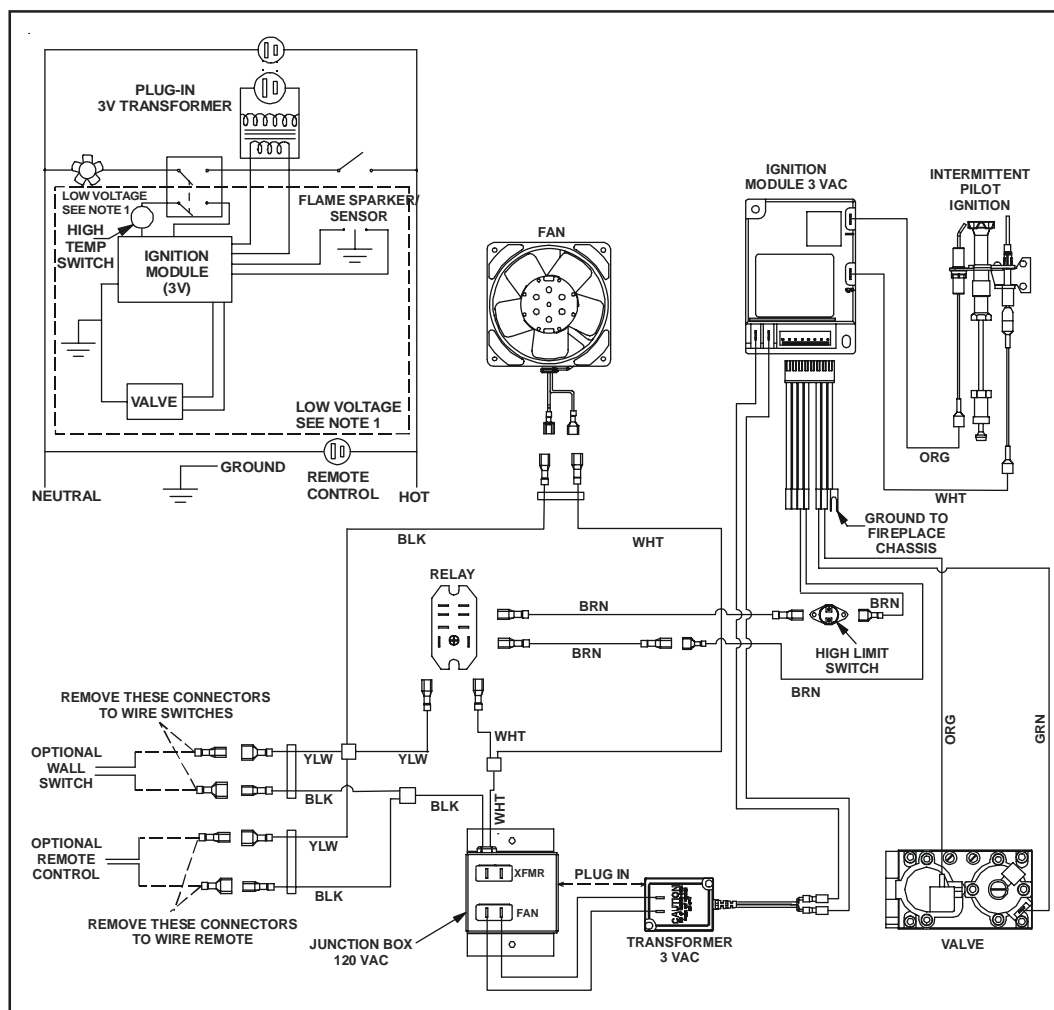 PLUG-IN
3V TRANSFORMER
LOW VOLTAGE
SEE NOTE 1
HIGH
TEMP
SWITCH
FLAME SPARKER/
SENSOR
IGNITION
MODULE
(3V)
VALVE
LOW VOLTAGE
SEE NOTE 1
GROUND
REMOTE
CONTROL
NEUTRAL
HOT
FAN
IGNITION
MODULE 3 VAC
INTERMITTENT
PILOT
IGNITION
I
S
ORG
WHT
GROUND TO
FIREPLACE
CHASSIS
BLK
WHT
RELAY
BRN
BRN
BRN
HIGH LIMIT
SWITCH
BRN
REMOVE THESE CONNECTORS
TO WIRE SWITCHES
OPTIONAL
WALL
SWITCH
YLW
YLW
WHT
ORG
GRN
BLK
BLK
WHT
OPTIONAL
REMOTE
CONTROL
YLW
BLK
REMOVE THESE CONNECTORS
TO WIRE REMOTE
XFMR
FAN
PLUG IN
CAUTION
JUNCTION BOX
120 VAC
TRANSFORMER
3 VAC
VALVE